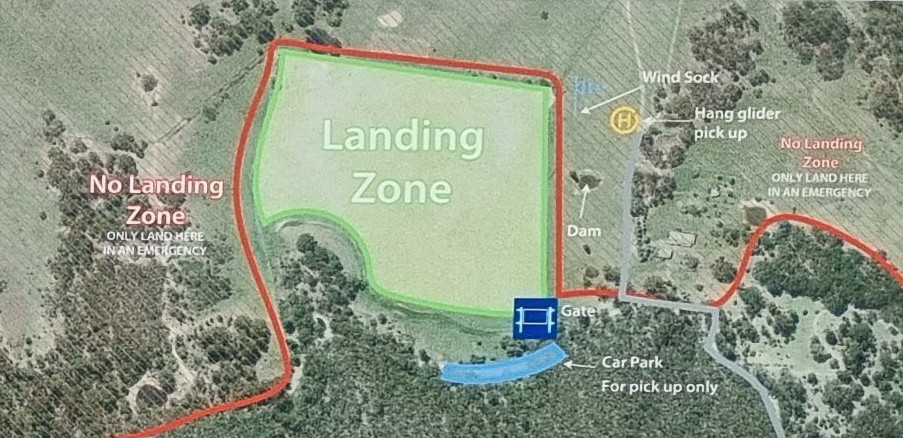 Wind Sock
H
Hang glider
pick up
Landing
Zone
No Landing
Zone
ONLY LAND HERE
IN AN EMERGENCY
No Landing
Zone
ONLY LAND HERE
IN AN EMERGENCY
Dam
Gate
Car Park
For pick up only